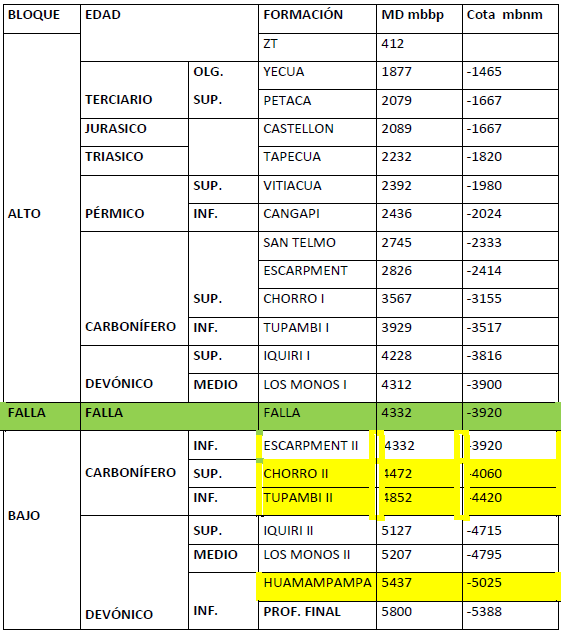 BLOQUE EDAD FORMACIÓN MD mbbp Cota mbnm
ZT 412
OLG. YECUA 1877 -1465
TERCIARIO SUP. PETACA 2079 -1667
JURASICO CASTELLON 2089 -1667
TRIASICO TAPECUA 2232 -1820
SUP. VITIACUA 2392 -1980
ALTO PÉRMICO INF. CANGAPI 2436 -2024
SAN TELMO 2745 -2333
ESCARPMENT 2826 -2414
SUP. CHORRO I 3567 -3155
CARBONÍFERO INF. TUPAMBI I 3929 -3517
SUP. IQUIRI I 4228 -3816
DEVÓNICO MEDIO LOS MONOS I 4312 -3900
FALLA FALLA FALLA 4332 -3920
INF. ESCARPMENT II 4332 -3920
CARBONÍFERO SUP. CHORRO II 4472 -4060
INF. TUPAMBI II 4852 -4420
BAJO SUP. IQUIRI II 5127 -4715
MEDIO LOS MONOS II 5207 -4795
HUAMAMPAMPA 5437 -5025
DEVÓNICO INF. PROF. FINAL 5800 -5388